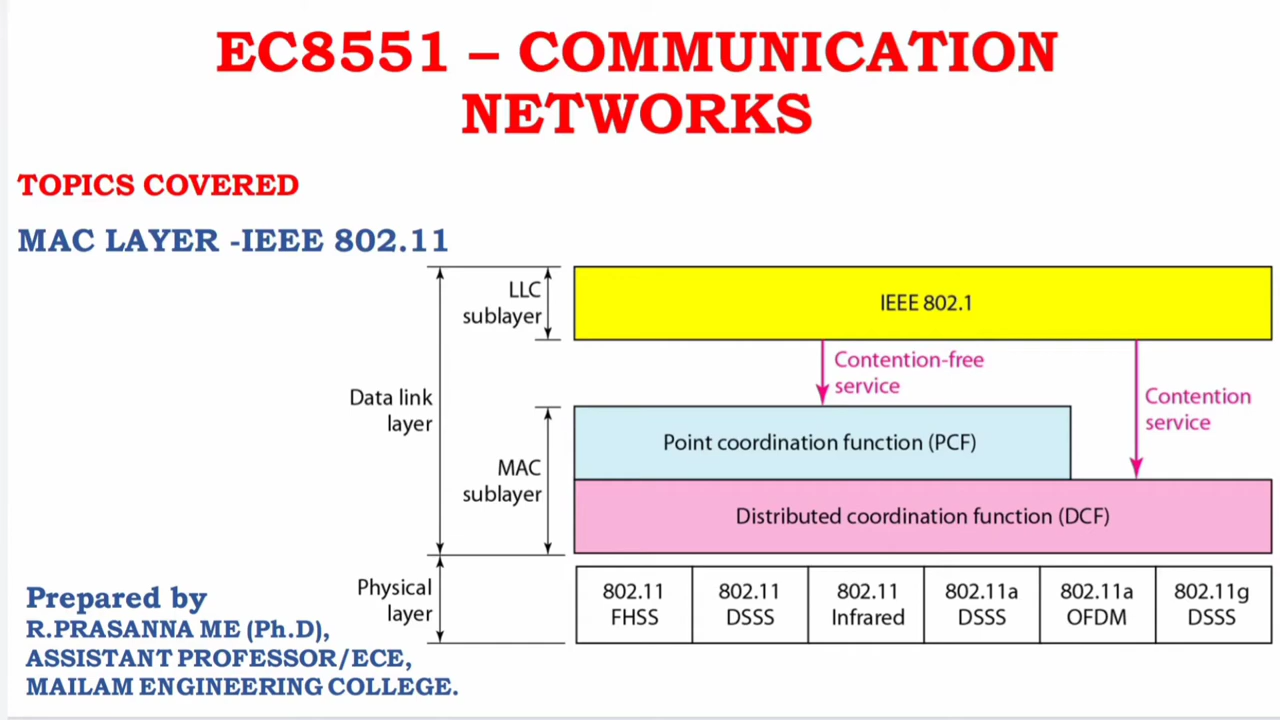 EC8551 – COMMUNICATION
NETWORKS
TOPICS COVERED
MAC LAYER -IEEE 802.11
LLC
sublayer
IEEE 802.1
Contention-free
service
Contention
service
Data link
layer
Point coordination function (PCF)
MAC
sublayer
Distributed coordination function (DCF)
Physical
layer
802.11
FHSS
802.11
DSSS
802.11
Infrared
802.11a
DSSS
802.11a
OFDM
802.11g
DSSS
Prepared by
R.PRASANNA ME (Ph.D),
ASSISTANT PROFESSOR/ECE,
MAILAM ENGINEERING COLLEGE.